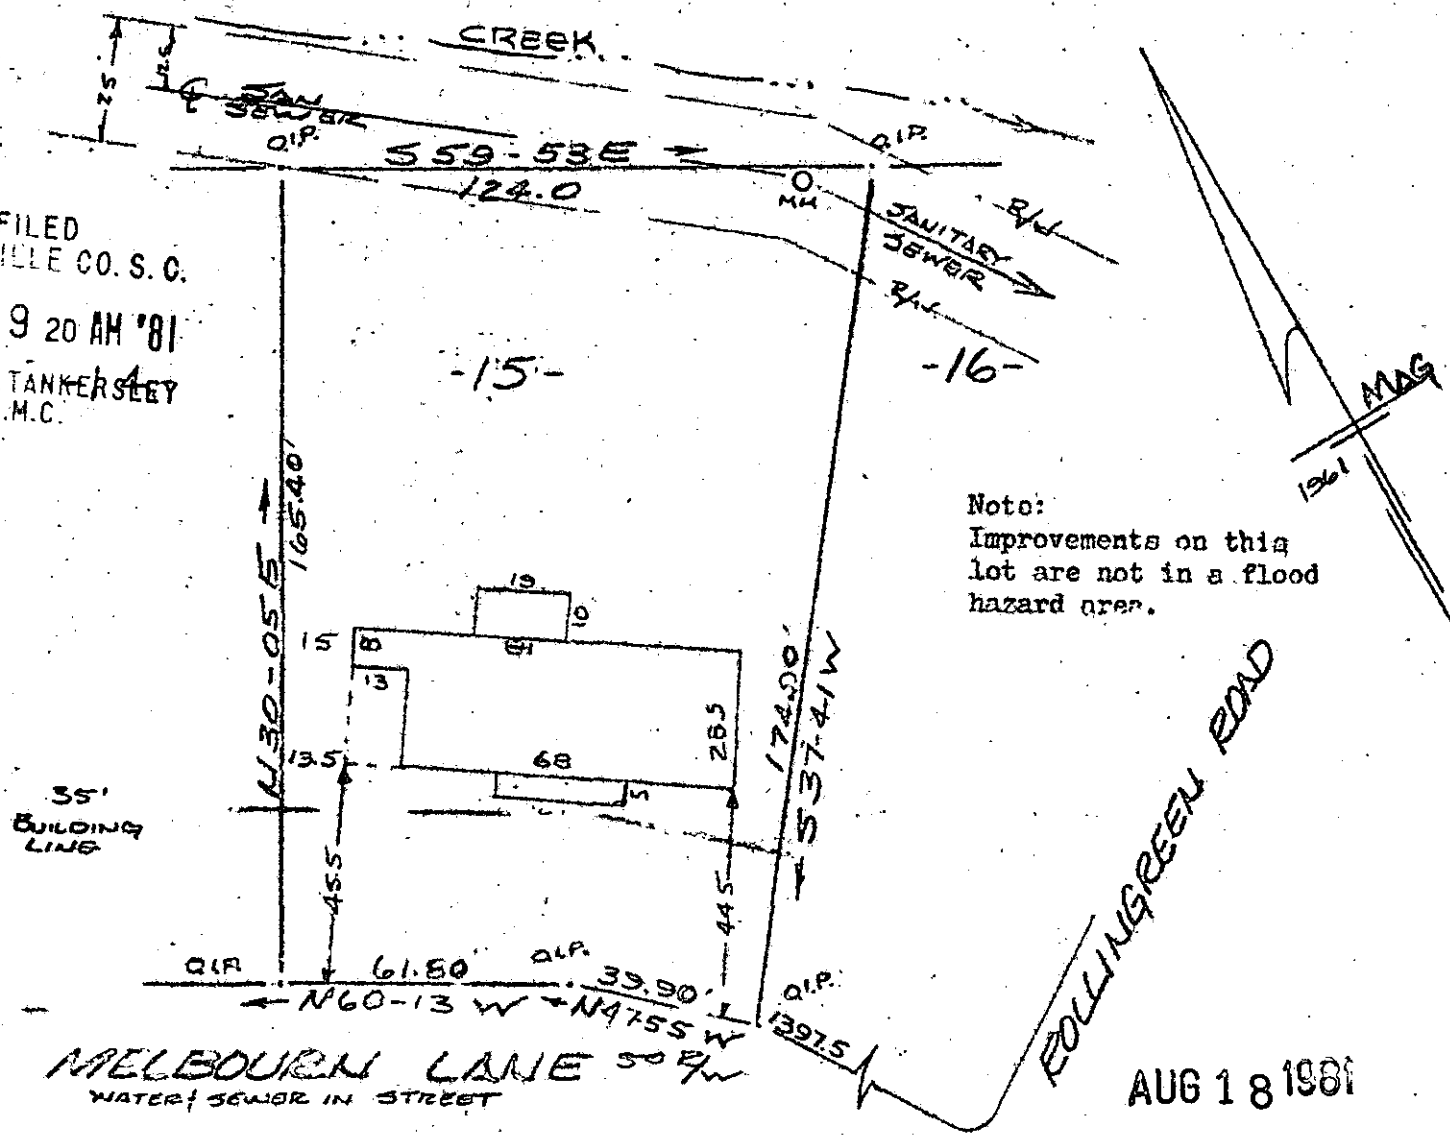 CREEK
25
12.5
SAN
SEWER
O.I.P.
O.I.P.
S 59-53 E
124.0
MH
SANITARY
SEWER
R/W
R/W
FILED
ILLE CO. S. C.
9 20 AM '81
TANKERSLEY
.M.C.
-15-
-16-
MAG
1961
N 30-05 E
165.40'
Note:
Improvements on this
lot are not in a flood
hazard area.
19
10
15
8
13
28.5
174.00'
S 37-41 W
13.5
68
5
35'
BUILDING
LINE
45.5
44.5
ROLLINGREEN ROAD
O.I.P.
61.80'
O.I.P.
39.90'
O.I.P.
N 60-13 W
N 47-55 W
1397.5
MELBOURN LANE 50 R/W
WATER & SEWER IN STREET
AUG 18 1981